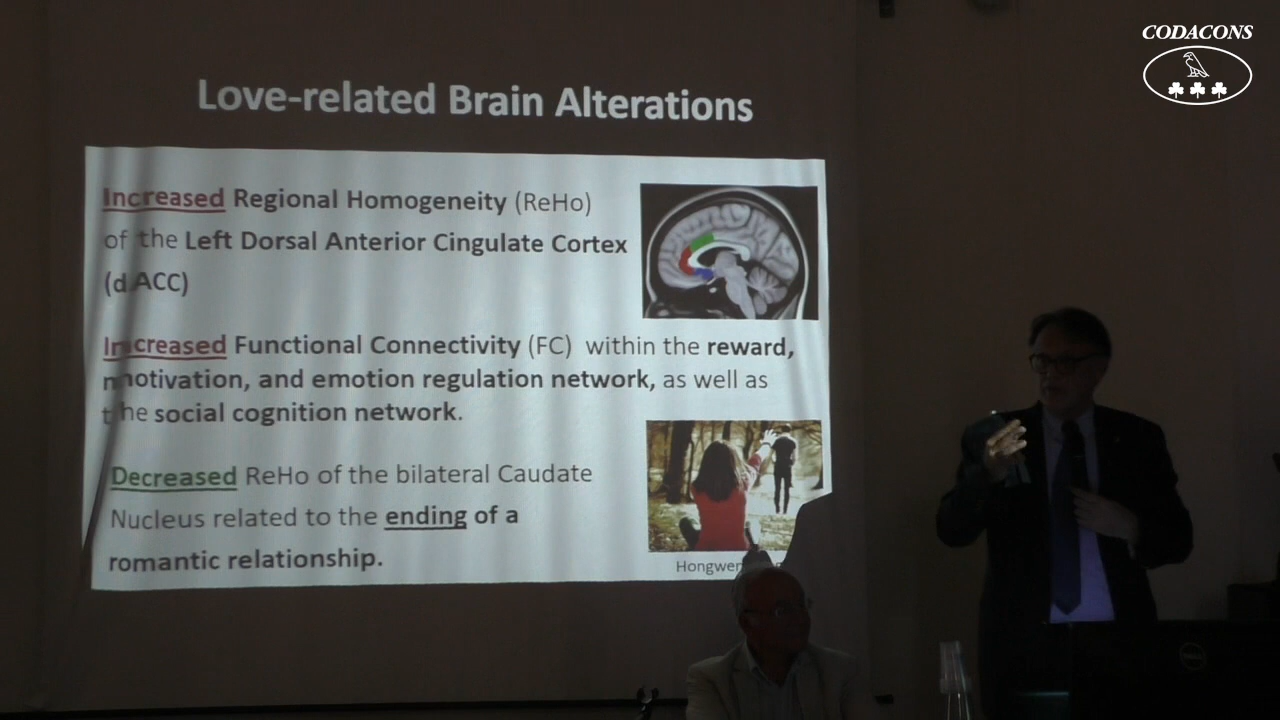 CODACONS
Love-related Brain Alterations
Increased Regional Homogeneity (ReHo)
of the Left Dorsal Anterior Cingulate Cortex
(dACC)
Increased Functional Connectivity (FC) within the reward,
motivation, and emotion regulation network, as well as
the social cognition network.
Decreased ReHo of the bilateral Caudate
Nucleus related to the ending of a
romantic relationship.
DELL